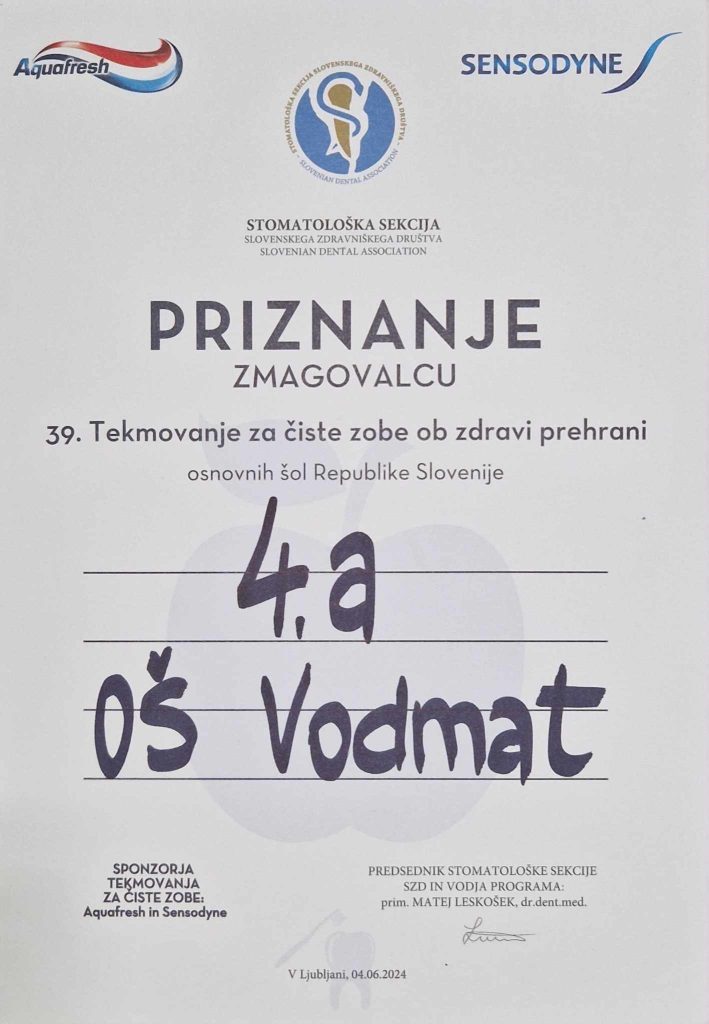 Aquafresh
SENSODYNE
STOMATOLOŠKA SEKCIJA SLOVENSKEGA ZDRAVNIŠKEGA DRUŠTVA
- SLOVENIAN DENTAL ASSOCIATION -
STOMATOLOŠKA SEKCIJA
SLOVENSKEGA ZDRAVNIŠKEGA DRUŠTVA
SLOVENIAN DENTAL ASSOCIATION
PRIZNANJE
ZMAGOVALCU
39. Tekmovanje za čiste zobe ob zdravi prehrani
osnovnih šol Republike Slovenije
4. a
OŠ Vodmat
SPONZORJA
TEKMOVANJA
ZA ČISTE ZOBE:
Aquafresh in Sensodyne
PREDSEDNIK STOMATOLOŠKE SEKCIJE
SZD IN VODJA PROGRAMA:
prim. MATEJ LESKOŠEK, dr.dent.med.
V Ljubljani, 04.06.2024